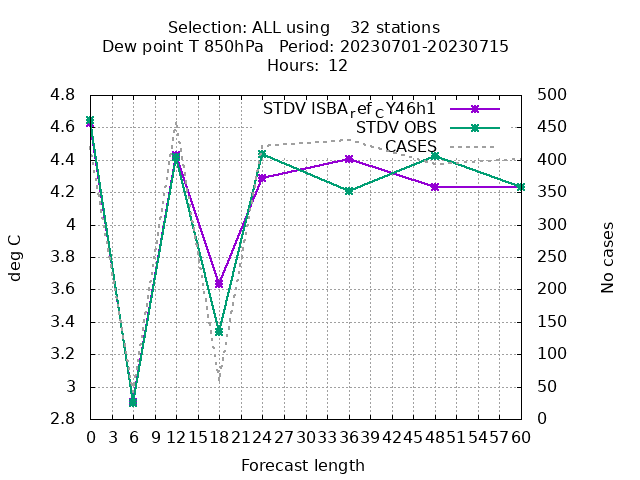 Selection: ALL using    32 stations
Dew point T 850hPa   Period: 20230701-20230715
Hours: 12
STDV ISBA_ref_CY46h1
STDV OBS
CASES
4.8
4.6
4.4
4.2
4
3.8
3.6
3.4
3.2
3
2.8
500
450
400
350
300
250
200
150
100
50
0
deg C
No cases
0 3 6 9 12 15 18 21 24 27 30 33 36 39 42 45 48 51 54 57 60
Forecast length